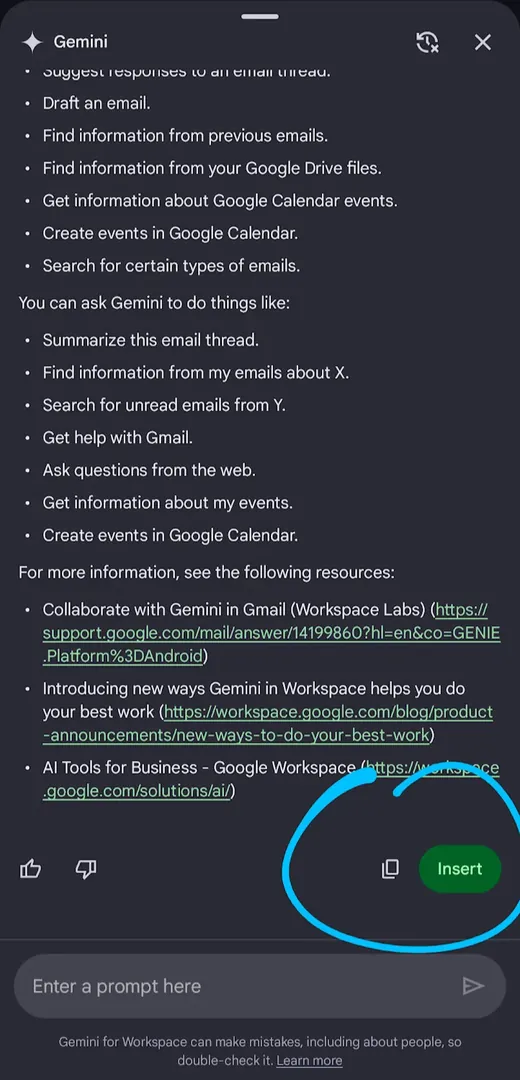 Gemini
Suggest responses to an email thread.
• Draft an email.
• Find information from previous emails.
• Find information from your Google Drive files.
• Get information about Google Calendar events.
• Create events in Google Calendar.
• Search for certain types of emails.
You can ask Gemini to do things like:
• Summarize this email thread.
• Find information from my emails about X.
• Search for unread emails from Y.
• Get help with Gmail.
• Ask questions from the web.
• Get information about my events.
• Create events in Google Calendar.
For more information, see the following resources:
• Collaborate with Gemini in Gmail (Workspace Labs) (https://
support.google.com/mail/answer/14199860?hl=en&co=GENIE
.Platform%3DAndroid)
• Introducing new ways Gemini in Workspace helps you do
your best work (https://workspace.google.com/blog/product
-announcements/new-ways-to-do-your-best-work)
• AI Tools for Business - Google Workspace (https://workspace
.google.com/solutions/ai/)
Insert
Enter a prompt here
Gemini for Workspace can make mistakes, including about people, so
double-check it. Learn more